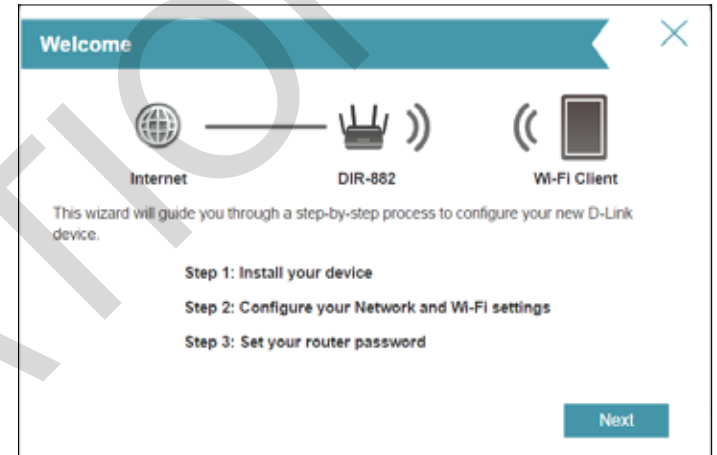 Welcome
Internet
DIR-882
Wi-Fi Client
This wizard will guide you through a step-by-step process to configure your new D-Link
device.
Step 1: Install your device
Step 2: Configure your Network and Wi-Fi settings
Step 3: Set your router password
Next